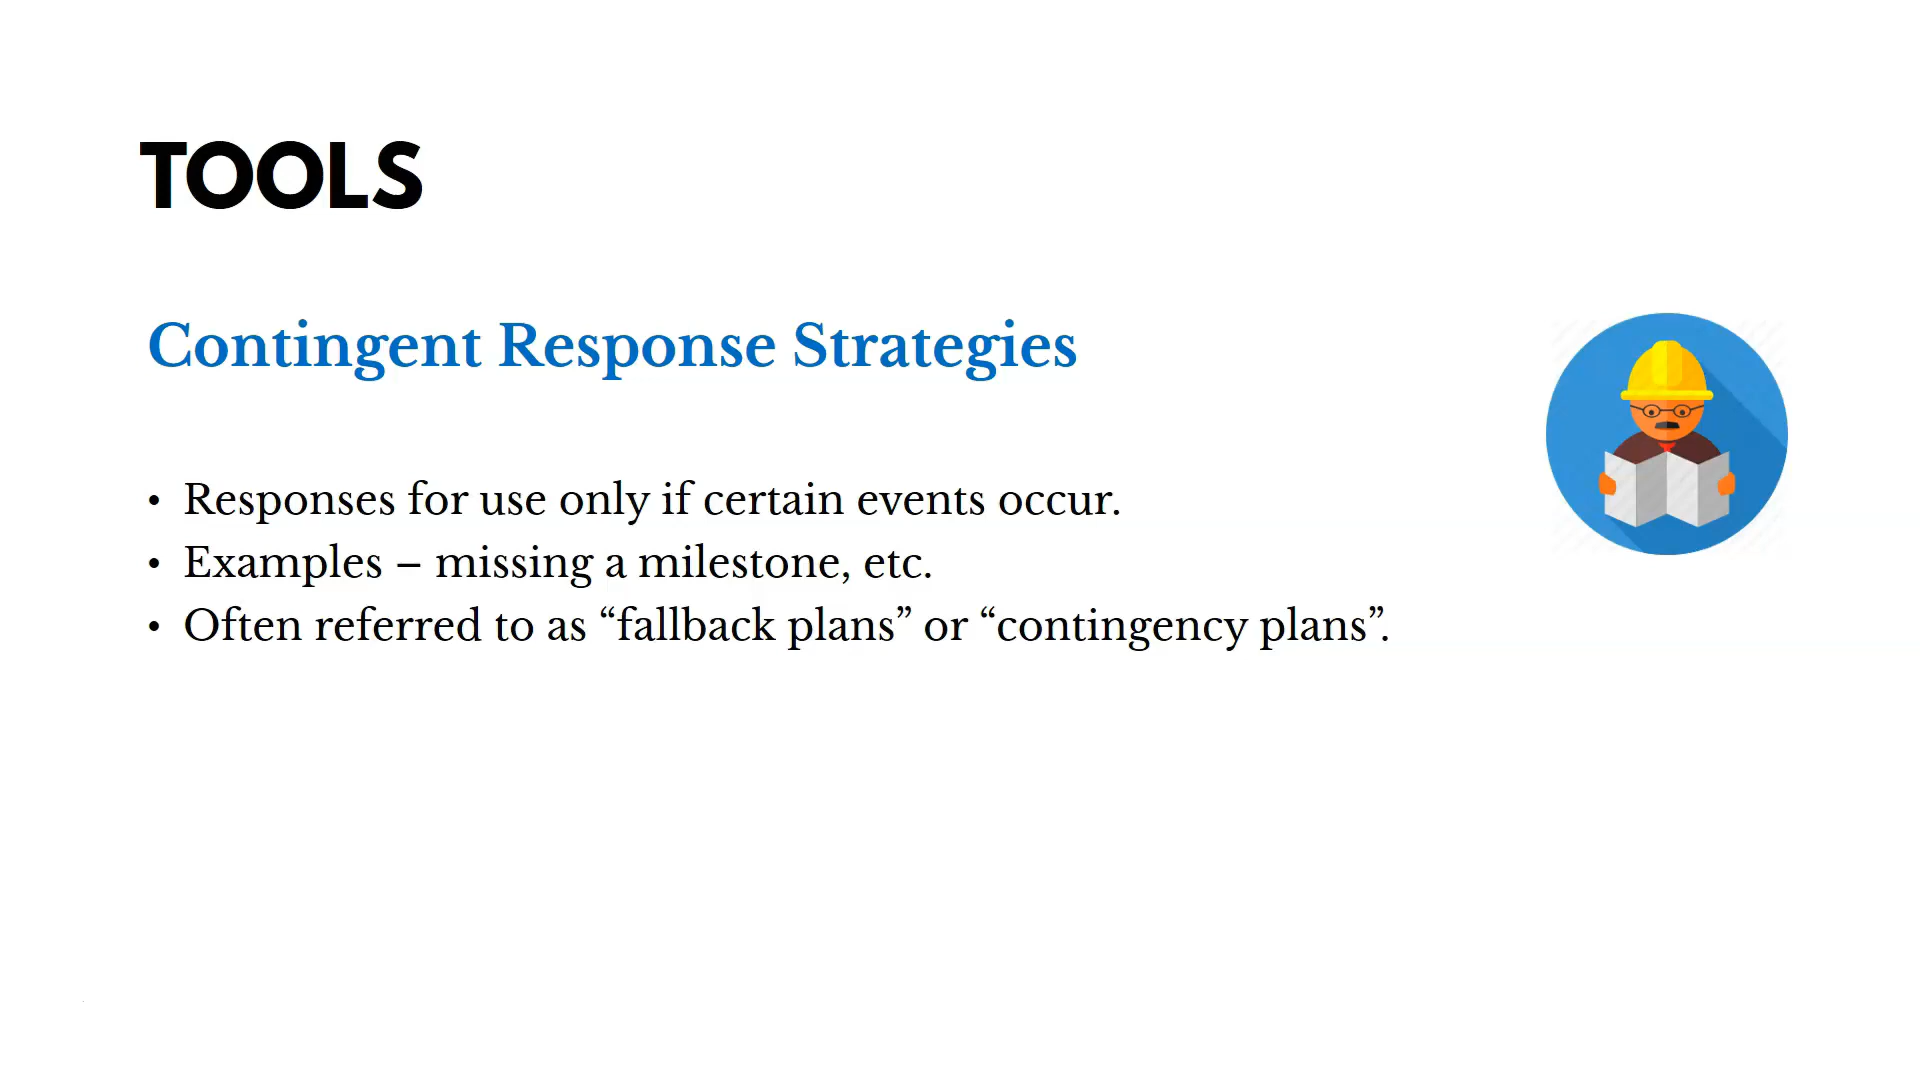 TOOLS
Contingent Response Strategies
• Responses for use only if certain events occur.
• Examples – missing a milestone, etc.
• Often referred to as “fallback plans” or “contingency plans”.